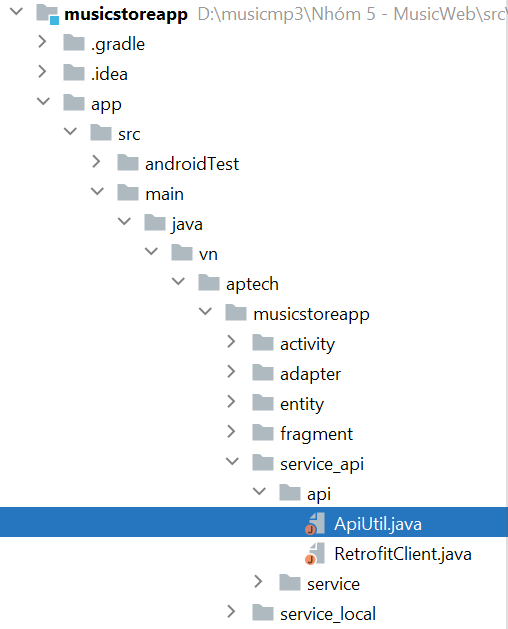 musicstoreapp D:\musicmp3\Nhóm 5 - MusicWeb\src\
.gradle
.idea
app
src
androidTest
main
java
vn
aptech
musicstoreapp
activity
adapter
entity
fragment
service_api
api
ApiUtil.java
RetrofitClient.java
service
service_local